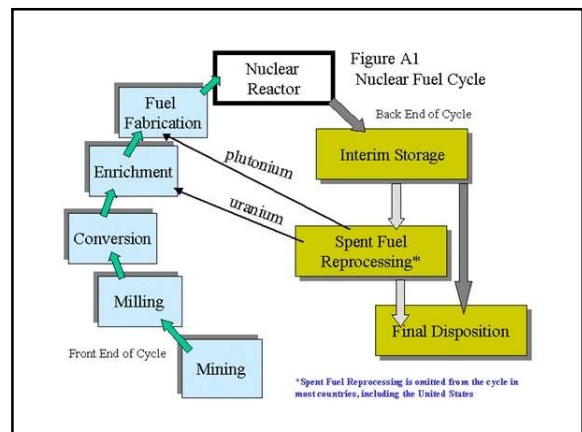 Figure A1
Nuclear Fuel Cycle
Nuclear
Reactor
Fuel
Fabrication
Back End of Cycle
Interim Storage
plutonium
Enrichment
uranium
Conversion
Spent Fuel
Reprocessing*
Milling
Final Disposition
Front End of Cycle
Mining
*Spent Fuel Reprocessing is omitted from the cycle in
most countries, including the United States